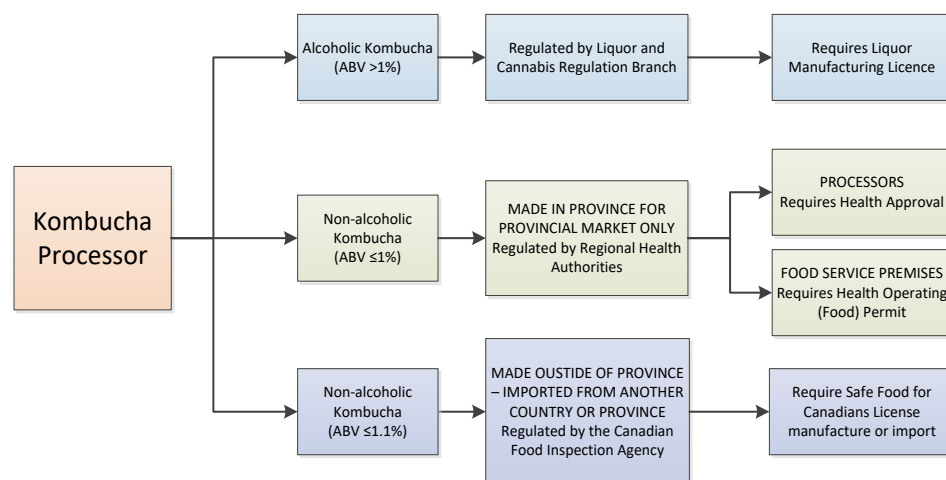 Kombucha
Processor
Alcoholic Kombucha
(ABV >1%)
Regulated by Liquor and
Cannabis Regulation Branch
Requires Liquor
Manufacturing Licence
Non-alcoholic
Kombucha
(ABV ≤1%)
MADE IN PROVINCE FOR
PROVINCIAL MARKET ONLY
Regulated by Regional Health
Authorities
PROCESSORS
Requires Health Approval
FOOD SERVICE PREMISES
Requires Health Operating
(Food) Permit
Non-alcoholic
Kombucha
(ABV ≤1.1%)
MADE OUSTIDE OF PROVINCE
– IMPORTED FROM ANOTHER
COUNTRY OR PROVINCE
Regulated by the Canadian
Food Inspection Agency
Require Safe Food for
Canadians License
manufacture or import